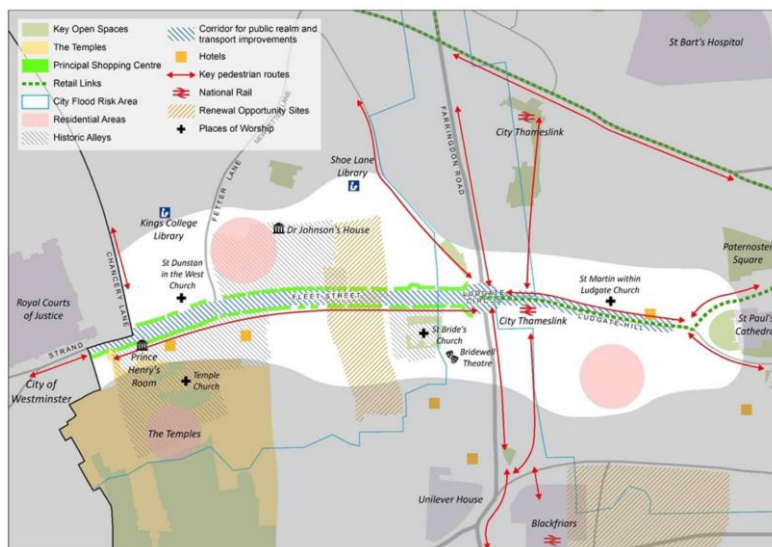 Key Open Spaces
The Temples
Principal Shopping Centre
Retail Links
City Flood Risk Area
Residential Areas
Historic Alleys
Corridor for public realm and
transport improvements
Hotels
Key pedestrian routes
National Rail
Renewal Opportunity Sites
Places of Worship
St Bart's Hospital
FETTER LANE
FARRINGDON ROAD
City Thameslink
Shoe Lane
Library
Kings College
Library
Dr Johnson's House
CHANCERY LANE
St Dunstan
in the West
Church
Royal Courts
of Justice
Paternoster
Square
St Martin within
Ludgate Church
FLEET STREET
LUDGATE
CIRCUS
LUDGATE HILL
City Thameslink
St Paul's
Cathedral
STRAND
City of
Westminster
Prince
Henry's
Room
St Bride's
Church
Bridewell
Theatre
Temple
Church
The Temples
Unilever House
Blackfriars